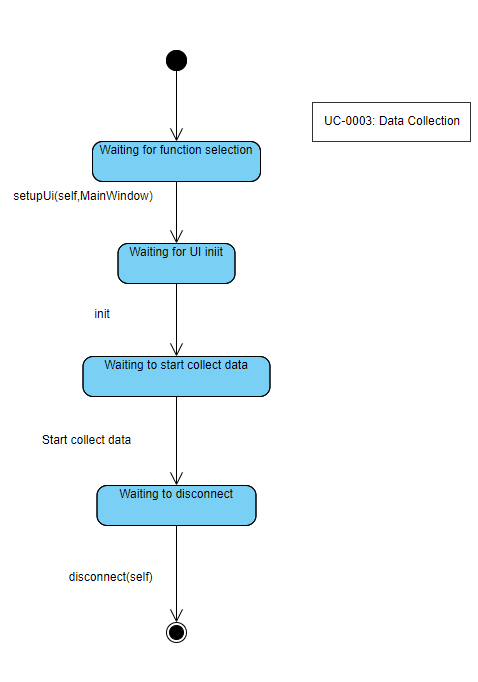 UC-0003: Data Collection
Waiting for function selection
setupUi(self,MainWindow)
Waiting for UI iniit
init
Waiting to start collect data
Start collect data
Waiting to disconnect
disconnect(self)